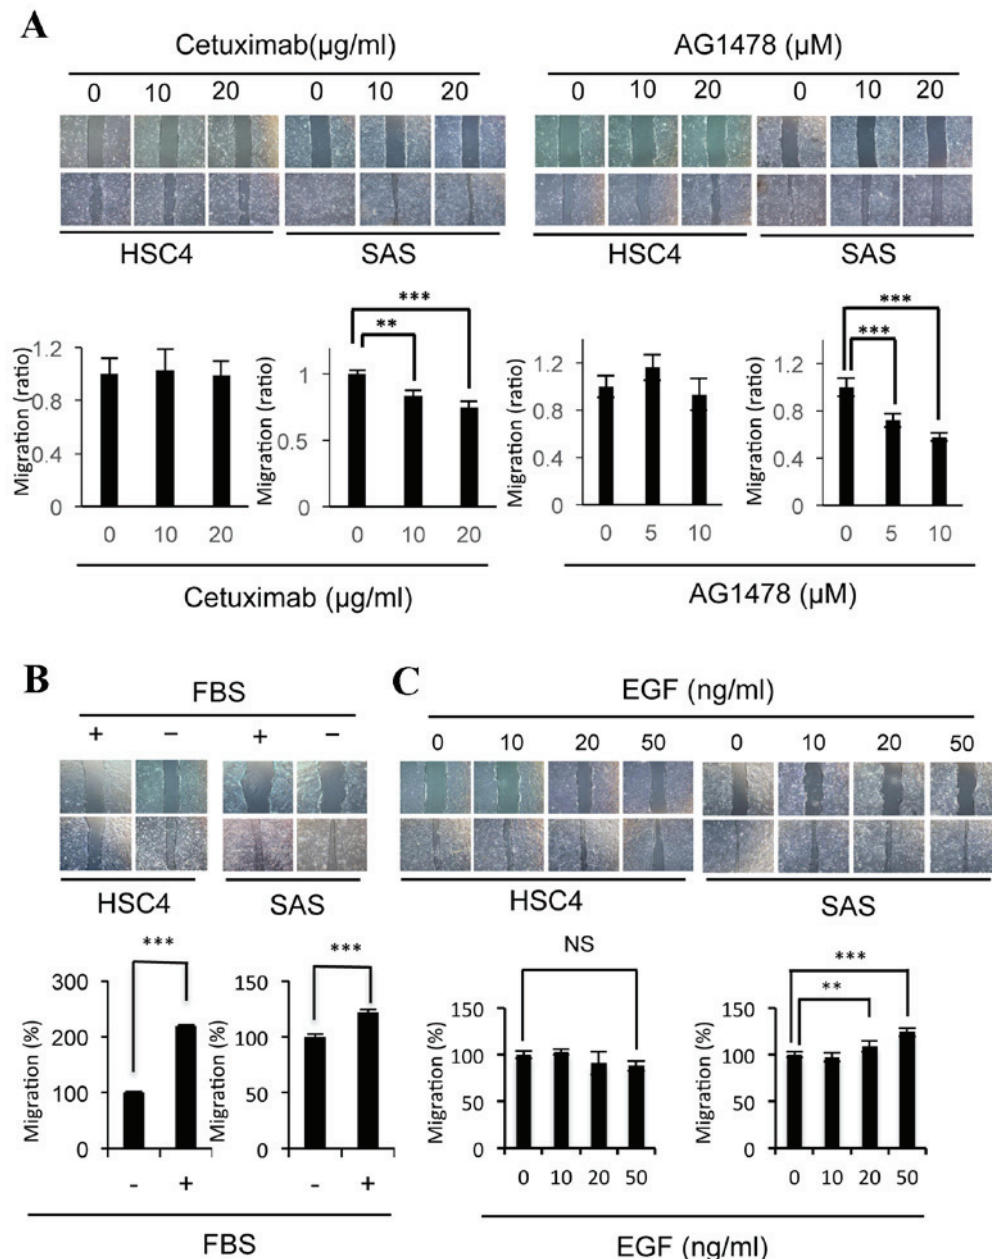 A
Cetuximab(µg/ml) AG1478 (µM)
0 10 20 0 10 20 0 10 20 0 10 20
HSC4 SAS HSC4 SAS
Migration (ratio) 1.2 0.8 0.4 0
0 10 20
Migration (ratio) 1 0.5 0
*** **
0 10 20
Migration (ratio) 1.2 0.8 0.4 0
0 5 10
Migration (ratio) 1.2 0.8 0.4 0
*** ***
0 5 10
Cetuximab (µg/ml) AG1478 (µM)
B
FBS
+ − + −
HSC4 SAS
***
Migration (%) 300 200 100 0
- +
***
Migration (%) 150 100 50 0
- +
FBS
C
EGF (ng/ml)
0 10 20 50 0 10 20 50
HSC4 SAS
NS
Migration (%) 150 100 50 0
0 10 20 50
*** **
Migration (%) 150 100 50 0
0 10 20 50
EGF (ng/ml)